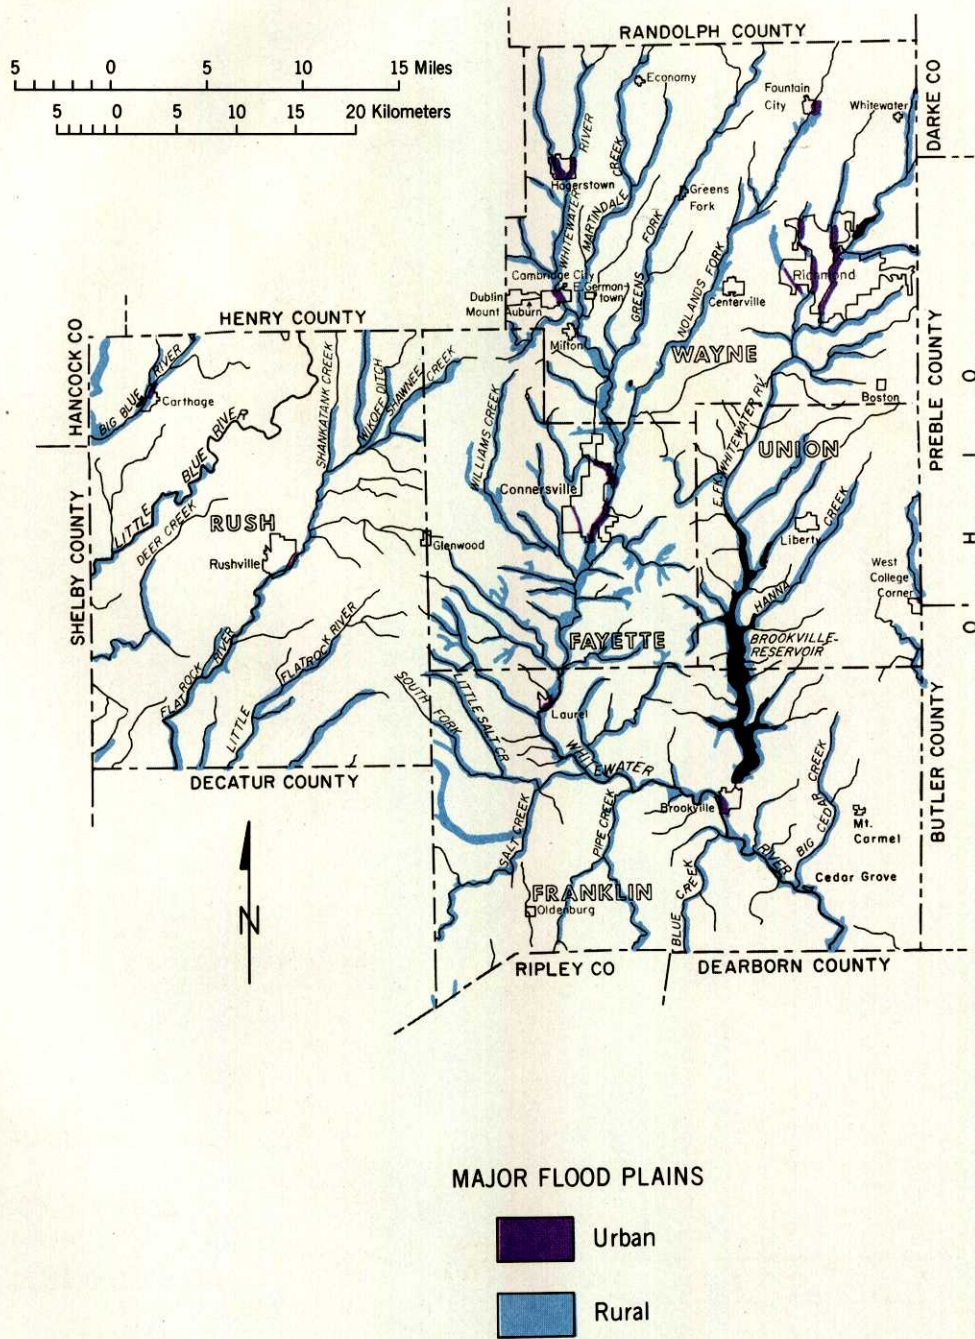 RANDOLPH COUNTY
5 0 5 10 15 Miles
5 0 5 10 15 20 Kilometers
Economy
Fountain
City
Whitewater
DARKE CO
RIVER
WHITEWATER
Hagerstown
MARTINDALE CREEK
Greens
Fork
GREENS FORK
NOLANDS FORK
Richmond
Cambridge City
E. German-
town
Dublin
Mount Auburn
Centerville
Milton
WAYNE
Boston
PREBLE COUNTY
OHIO
HENRY COUNTY
HANCOCK CO
BIG BLUE RIVER
Carthage
LITTLE BLUE RIVER
SHANKATANK CREEK
WIKOFF DITCH
SHAWNEE CREEK
WILLIAMS CREEK
E. FK. WHITEWATER RV.
UNION
Connersville
HANNA CREEK
Liberty
SHELBY COUNTY
DEER CREEK
RUSH
Rushville
Glenwood
West
College
Corner
FLATROCK RIVER
LITTLE FLATROCK RIVER
FAYETTE
BROOKVILLE
RESERVOIR
SOUTH FORK
LITTLE SALT CR
Laurel
DECATUR COUNTY
WHITEWATER RIVER
Brookville
BUTLER COUNTY
SALT CREEK
PIPE CREEK
BLUE CREEK
BIG CEDAR CREEK
Mt.
Carmel
Cedar Grove
FRANKLIN
Oldenburg
N
RIPLEY CO
DEARBORN COUNTY
MAJOR FLOOD PLAINS
Urban
Rural